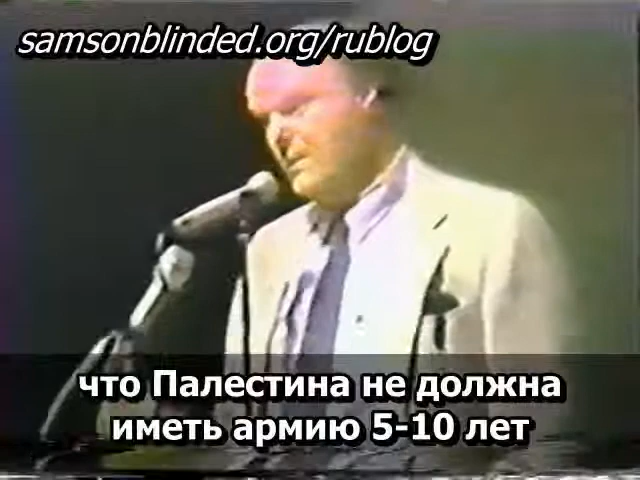 samsonblinded.org/rublog
что Палестина не должна
иметь армию 5-10 лет